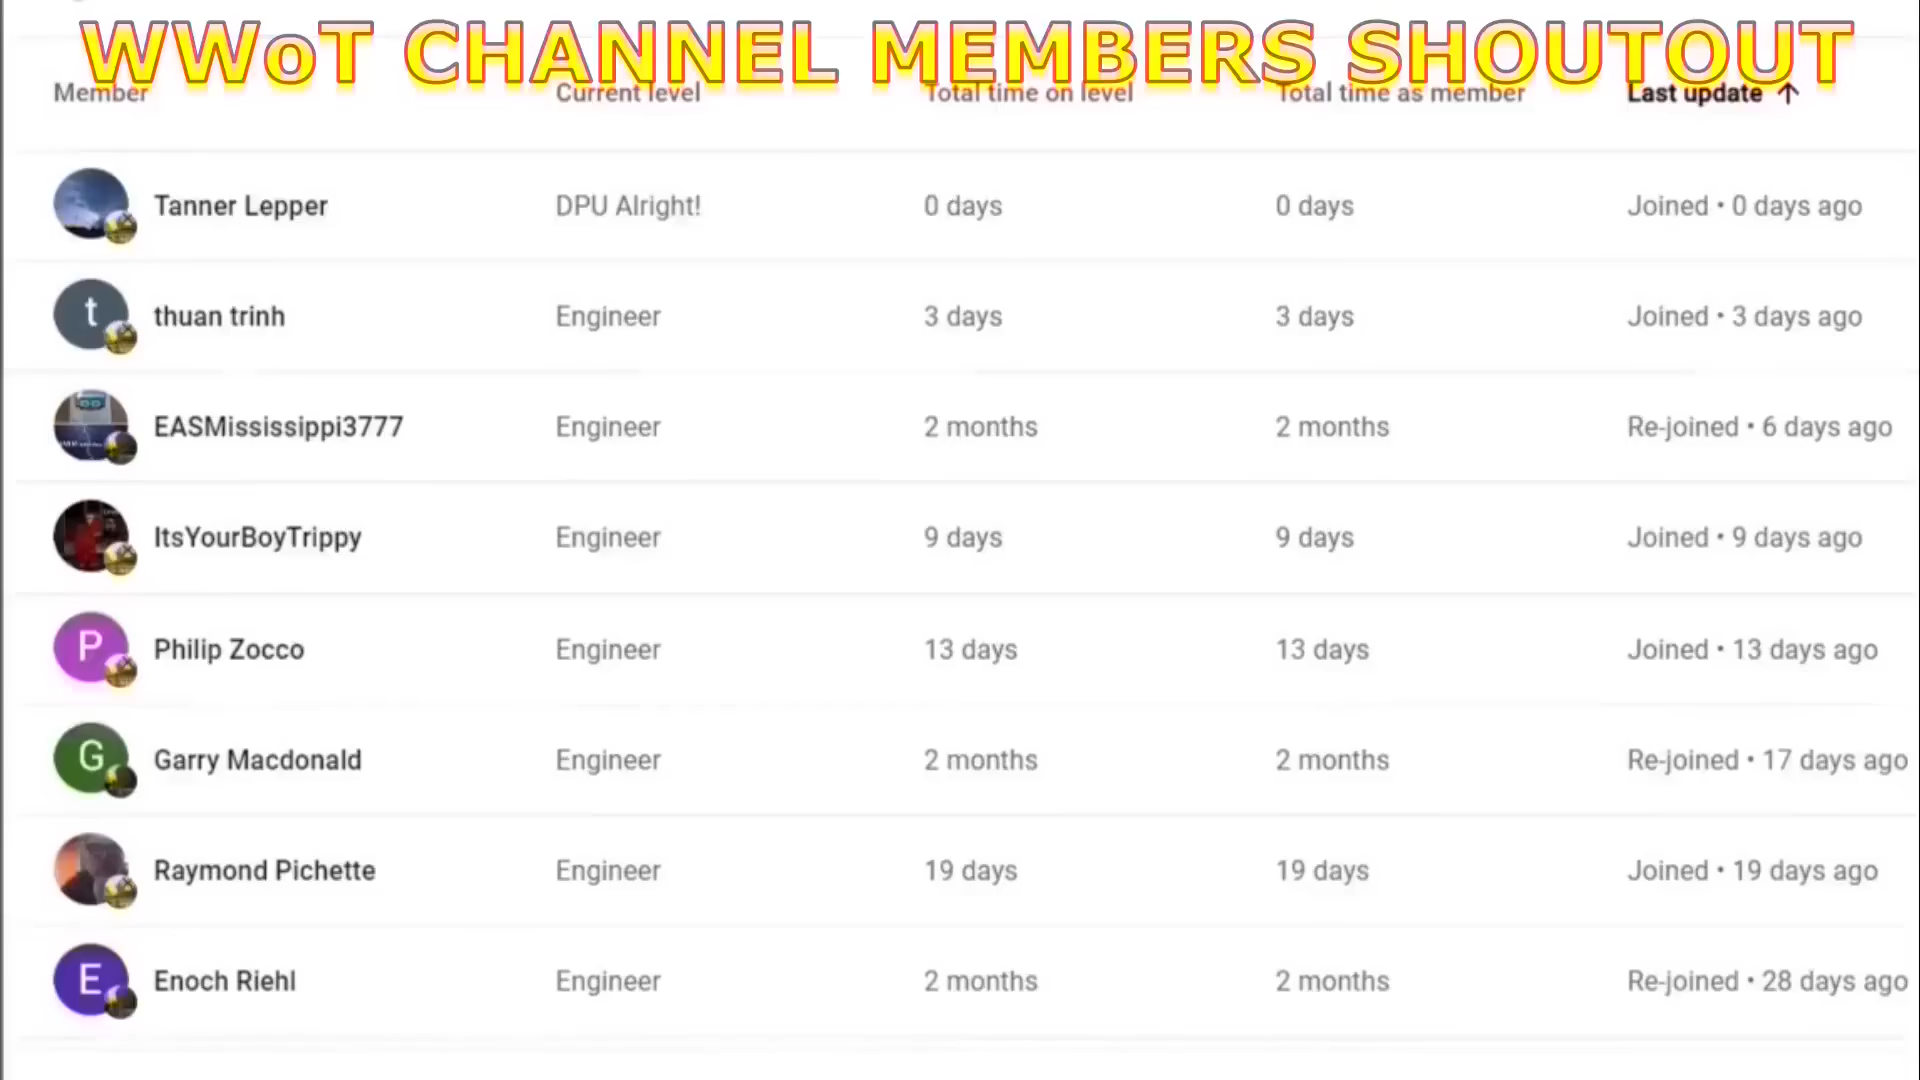 WWoT CHANNEL MEMBERS SHOUTOUT
Member Current level Total time on level Total time as member Last update ↑
Tanner Lepper DPU Alright! 0 days 0 days Joined • 0 days ago
t thuan trinh Engineer 3 days 3 days Joined • 3 days ago
EASMississippi3777 Engineer 2 months 2 months Re-joined • 6 days ago
ItsYourBoyTrippy Engineer 9 days 9 days Joined • 9 days ago
P Philip Zocco Engineer 13 days 13 days Joined • 13 days ago
G Garry Macdonald Engineer 2 months 2 months Re-joined • 17 days ago
Raymond Pichette Engineer 19 days 19 days Joined • 19 days ago
E Enoch Riehl Engineer 2 months 2 months Re-joined • 28 days ago